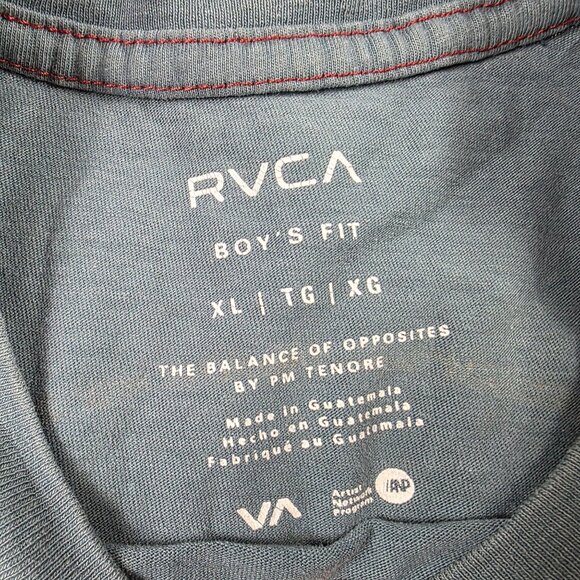 RVCA
BOY'S FIT
XL | TG | XG
THE BALANCE OF OPPOSITES
BY PM TENORE
Made in Guatemala
Hecho en Guatemala
Fabriqué au Guatemala
VA
Artist
Network
Programs
ANP